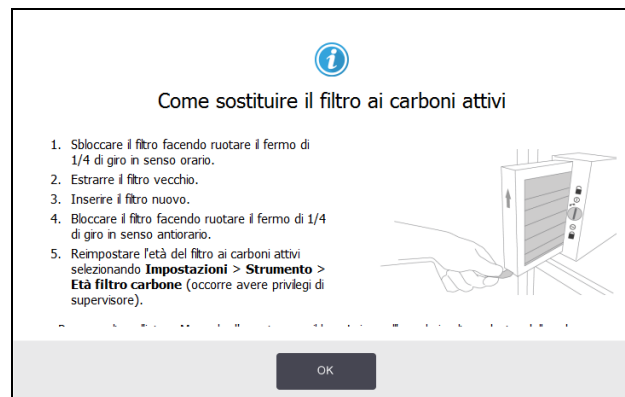 Come sostituire il filtro ai carboni attivi
1. Sbloccare il filtro facendo ruotare il fermo di
1/4 di giro in senso orario.
2. Estrarre il filtro vecchio.
3. Inserire il filtro nuovo.
4. Bloccare il filtro facendo ruotare il fermo di 1/4
di giro in senso antiorario.
5. Reimpostare l'età del filtro ai carboni attivi
selezionando Impostazioni > Strumento >
Età filtro carbone (occorre avere privilegi di
supervisore).
OK